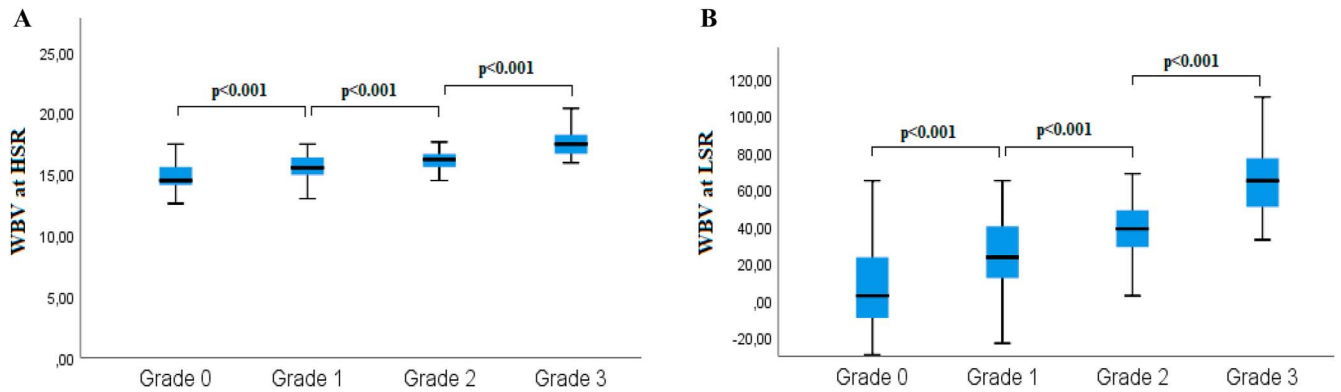 A
WBV at HSR
25,00
20,00
15,00
10,00
5,00
,00
p<0.001
p<0.001
p<0.001
Grade 0 Grade 1 Grade 2 Grade 3
B
WBV at LSR
120,00
100,00
80,00
60,00
40,00
20,00
,00
-20,00
p<0.001
p<0.001
p<0.001
Grade 0 Grade 1 Grade 2 Grade 3